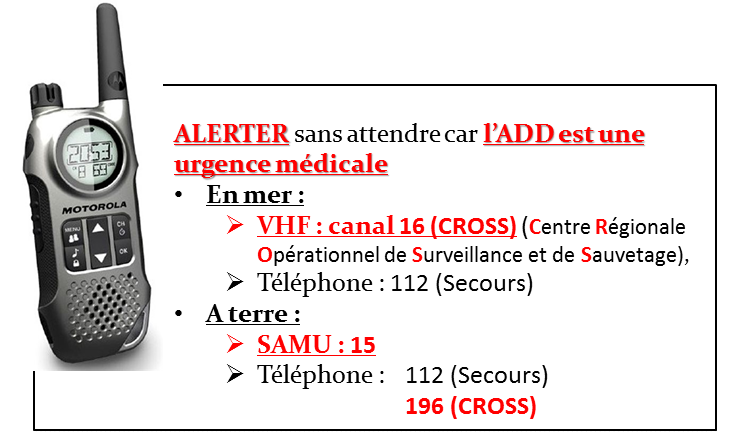 20:53
MOTOROLA
MENU
CH
OK
ALERTER sans attendre car l’ADD est une
urgence médicale
• En mer :
➢ VHF : canal 16 (CROSS) (Centre Régionale
Opérationnel de Surveillance et de Sauvetage),
➢ Téléphone : 112 (Secours)
• A terre :
➢ SAMU : 15
➢ Téléphone : 112 (Secours)
196 (CROSS)